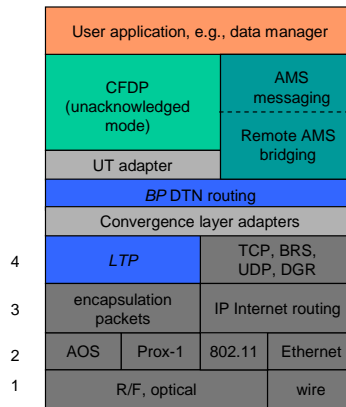 User application, e.g., data manager
CFDP
(unacknowledged
mode)
AMS
messaging
Remote AMS
bridging
UT adapter
BP DTN routing
Convergence layer adapters
4
LTP
TCP, BRS,
UDP, DGR
3
encapsulation
packets
IP Internet routing
2
AOS
Prox-1
802.11
Ethernet
1
R/F, optical
wire